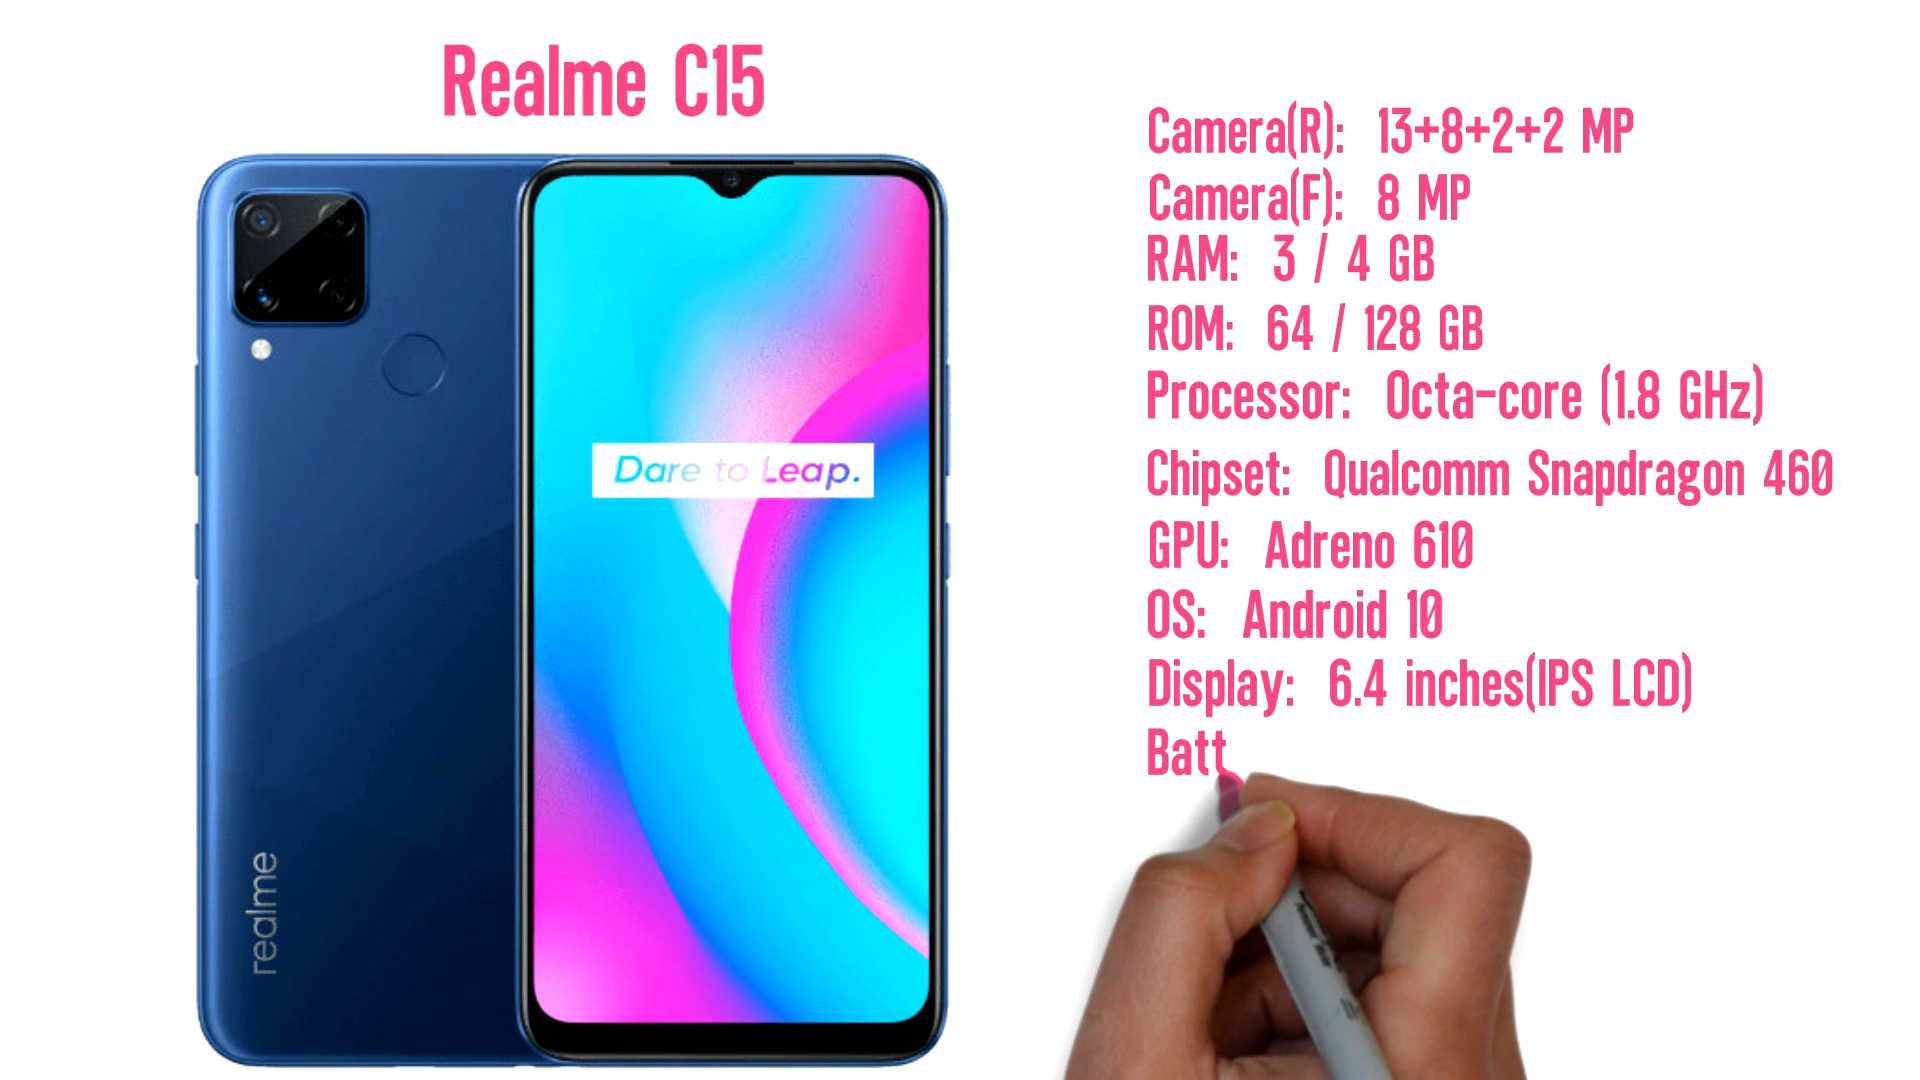 Realme C15
Camera(R): 13+8+2+2 MP
Camera(F): 8 MP
RAM: 3 / 4 GB
ROM: 64 / 128 GB
Processor: Octa-core (1.8 GHz)
Chipset: Qualcomm Snapdragon 460
GPU: Adreno 610
OS: Android 10
Display: 6.4 inches(IPS LCD)
Batt
Dare to Leap.
realme